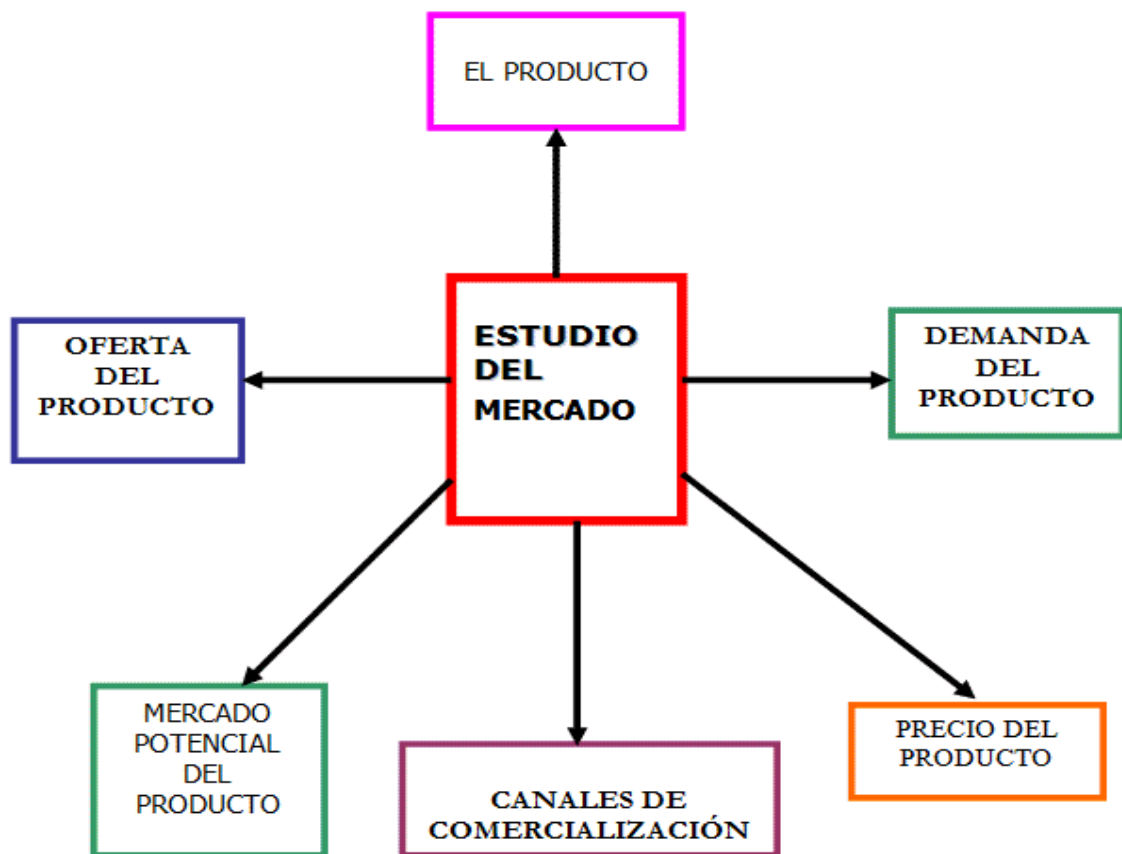 EL PRODUCTO
ESTUDIO
DEL
MERCADO
OFERTA
DEL
PRODUCTO
DEMANDA
DEL
PRODUCTO
MERCADO
POTENCIAL
DEL
PRODUCTO
CANALES DE
COMERCIALIZACIÓN
PRECIO DEL
PRODUCTO